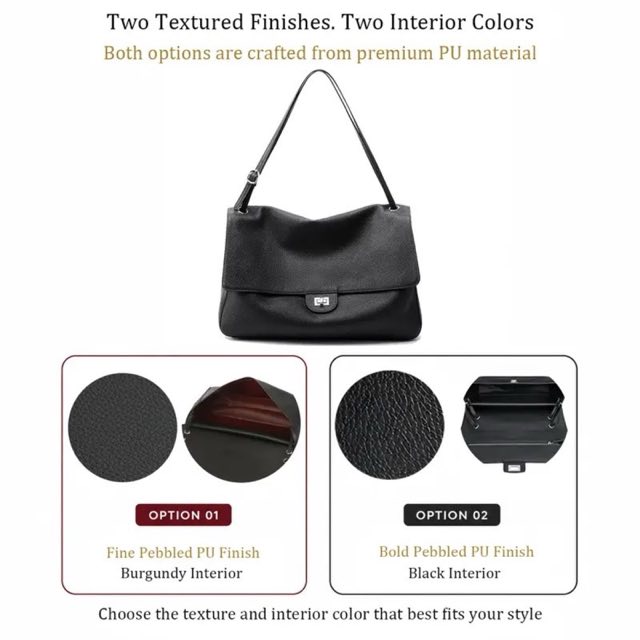 Two Textured Finishes. Two Interior Colors
Both options are crafted from premium PU material
OPTION 01
Fine Pebbled PU Finish
Burgundy Interior
OPTION 02
Bold Pebbled PU Finish
Black Interior
Choose the texture and interior color that best fits your style